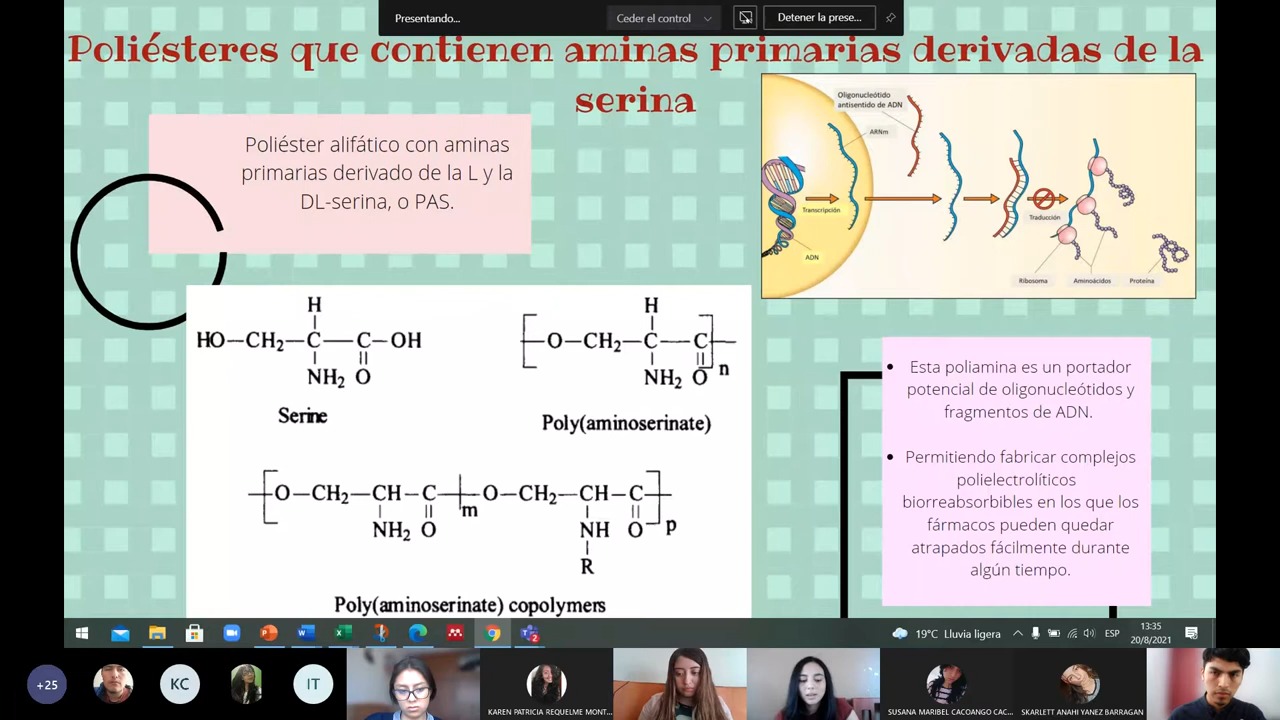 Presentando...
Ceder el control
Detener la prese...
Poliésteres que contienen aminas primarias derivadas de la
serina
Poliéster alifático con aminas
primarias derivado de la L y la
DL-serina, o PAS.
Oligonucleótido
antisentido de ADN
ARNm
Transcripción
ADN
Traducción
Ribosoma
Aminoácidos
Proteína
H
HO—CH2—C—C—OH
NH2 O
Serine
H
O—CH2—C—C
NH2 O n
Poly(aminoserinate)
O—CH2—CH—C m O—CH2—CH—C
NH2 O NH O p
R
Poly(aminoserinate) copolymers
• Esta poliamina es un portador
potencial de oligonucleótidos y
fragmentos de ADN.
• Permitiendo fabricar complejos
polielectrolíticos
biorreabsorbibles en los que los
fármacos pueden quedar
atrapados fácilmente durante
algún tiempo.
19°C Lluvia ligera
ESP
13:35
20/8/2021
+25
KC
IT
KAREN PATRICIA REQUELME MONT...
SUSANA MARIBEL CACOANGO CAC...
SKARLETT ANAHI YANEZ BARRAGAN